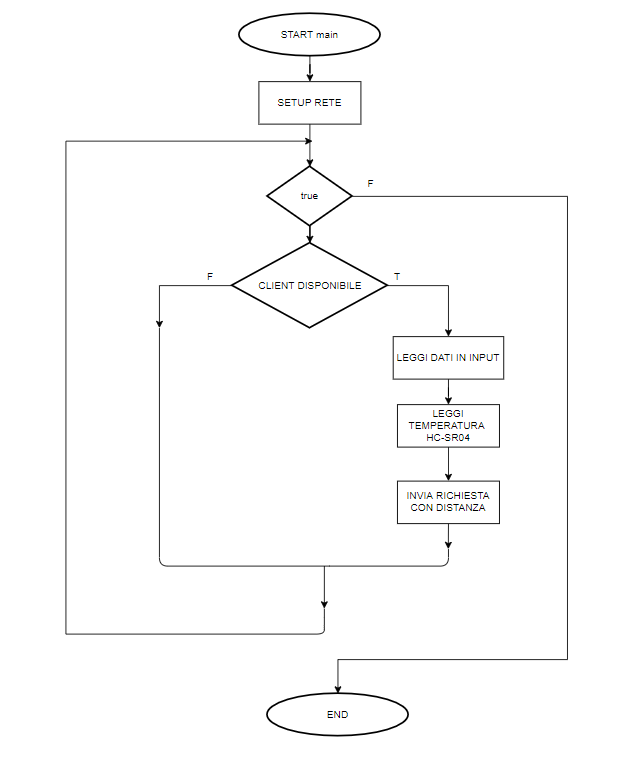 START main
SETUP RETE
true
F
CLIENT DISPONIBILE
F
T
LEGGI DATI IN INPUT
LEGGI
TEMPERATURA
HC-SR04
INVIA RICHIESTA
CON DISTANZA
END